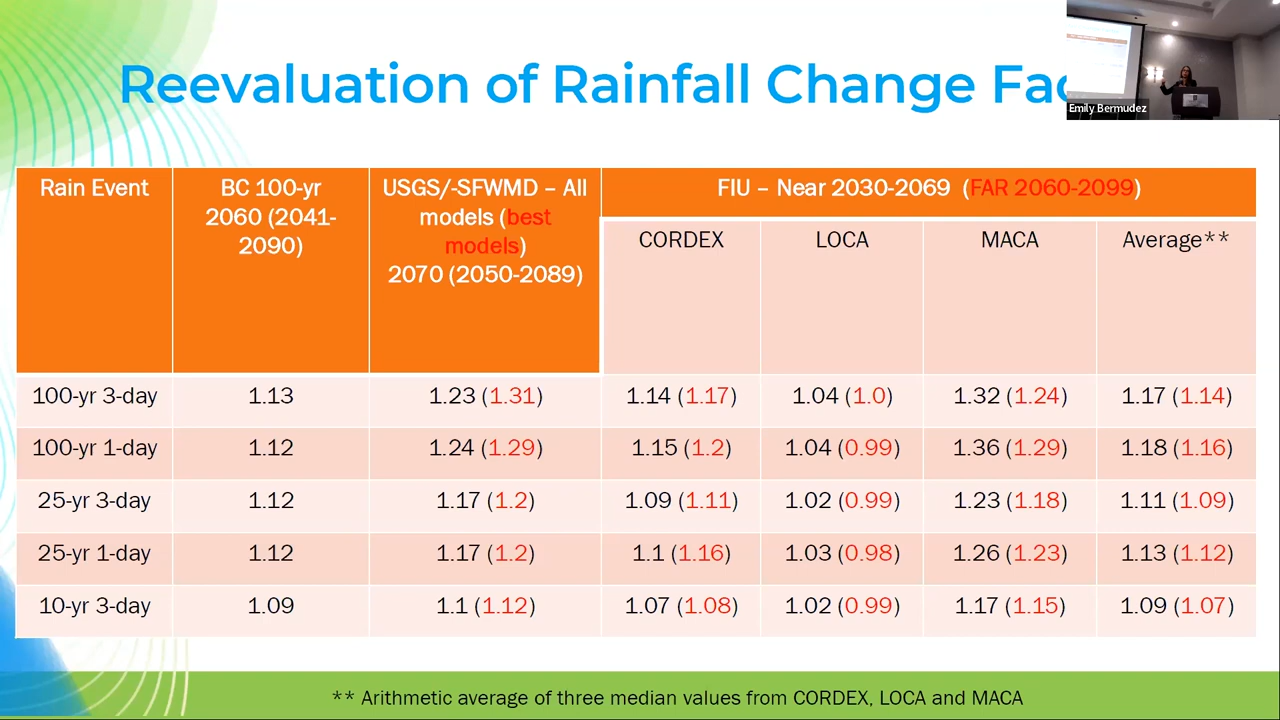 Reevaluation of Rainfall Change
Emily Bermudez
Rain Event
BC 100-yr
2060 (2041-
2090)
USGS/-SFWMD – All
models (best
models)
2070 (2050-2089)
FIU – Near 2030-2069 (FAR 2060-2099)
CORDEX LOCA MACA Average**
100-yr 3-day 1.13 1.23 (1.31) 1.14 (1.17) 1.04 (1.0) 1.32 (1.24) 1.17 (1.14)
100-yr 1-day 1.12 1.24 (1.29) 1.15 (1.2) 1.04 (0.99) 1.36 (1.29) 1.18 (1.16)
25-yr 3-day 1.12 1.17 (1.2) 1.09 (1.11) 1.02 (0.99) 1.23 (1.18) 1.11 (1.09)
25-yr 1-day 1.12 1.17 (1.2) 1.1 (1.16) 1.03 (0.98) 1.26 (1.23) 1.13 (1.12)
10-yr 3-day 1.09 1.1 (1.12) 1.07 (1.08) 1.02 (0.99) 1.17 (1.15) 1.09 (1.07)
** Arithmetic average of three median values from CORDEX, LOCA and MACA